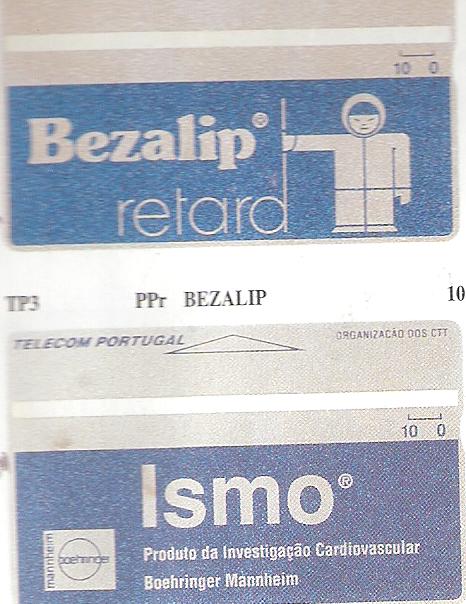 10 0
Bezalip®
retard
TP3 PPr BEZALIP 10
TELECOM PORTUGAL ORGANIZACÃO DOS CTT
10 0
Ismo®
mannheim
boehringer
Produto da Investigação Cardiovascular
Boehringer Mannheim